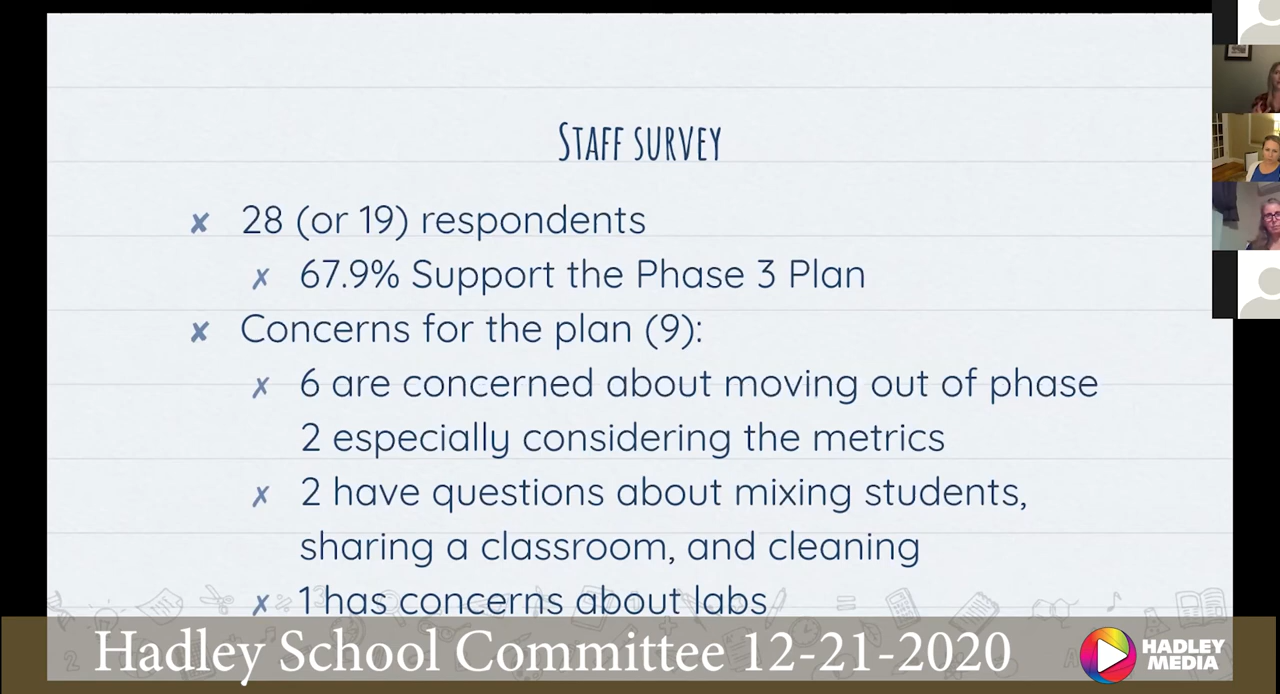 Staff survey
✘ 28 (or 19) respondents
✗ 67.9% Support the Phase 3 Plan
✘ Concerns for the plan (9):
✗ 6 are concerned about moving out of phase
2 especially considering the metrics
✗ 2 have questions about mixing students,
sharing a classroom, and cleaning
✗ 1 has concerns about labs
Hadley School Committee 12-21-2020
HADLEY
MEDIA